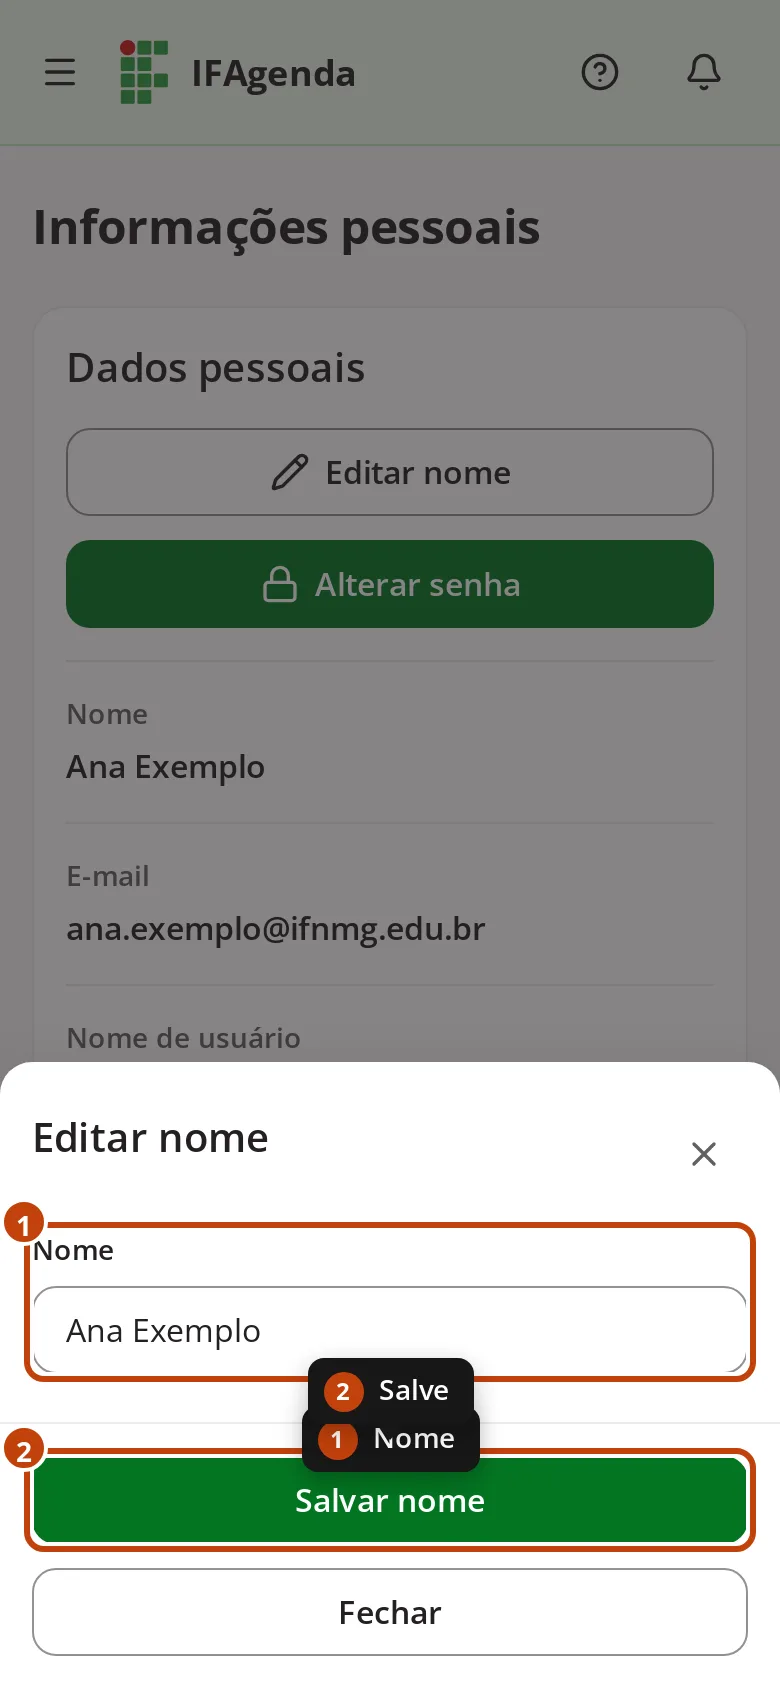 IFAgenda
Informações pessoais
Dados pessoais
Editar nome
Alterar senha
Nome
Ana Exemplo
E-mail
ana.exemplo@ifnmg.edu.br
Nome de usuário
Editar nome
1
Nome
Ana Exemplo
2 Salve
1 Nome
2
Salvar nome
Fechar